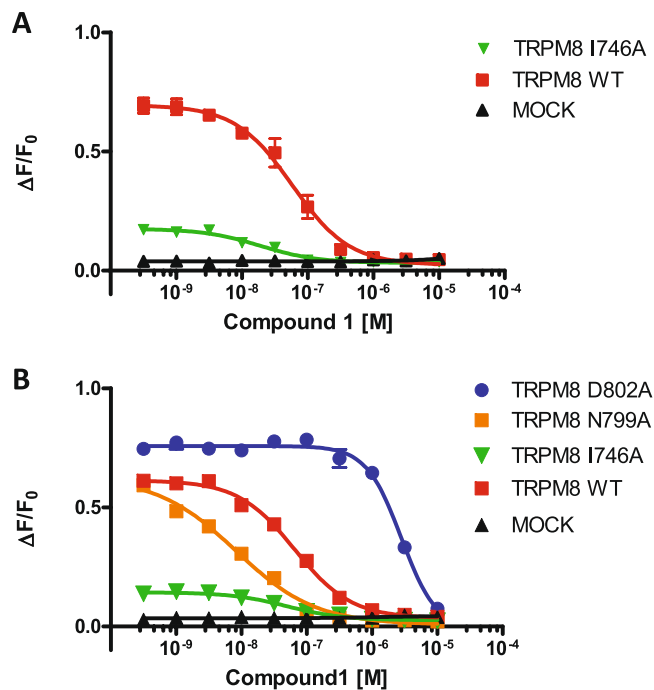 A
TRPM8 I746A
TRPM8 WT
MOCK
1.0
0.5
0.0
ΔF/F₀
10⁻⁹ 10⁻⁸ 10⁻⁷ 10⁻⁶ 10⁻⁵ 10⁻⁴
Compound 1 [M]
B
TRPM8 D802A
TRPM8 N799A
TRPM8 I746A
TRPM8 WT
MOCK
1.0
0.5
0.0
ΔF/F₀
10⁻⁹ 10⁻⁸ 10⁻⁷ 10⁻⁶ 10⁻⁵ 10⁻⁴
Compound1 [M]